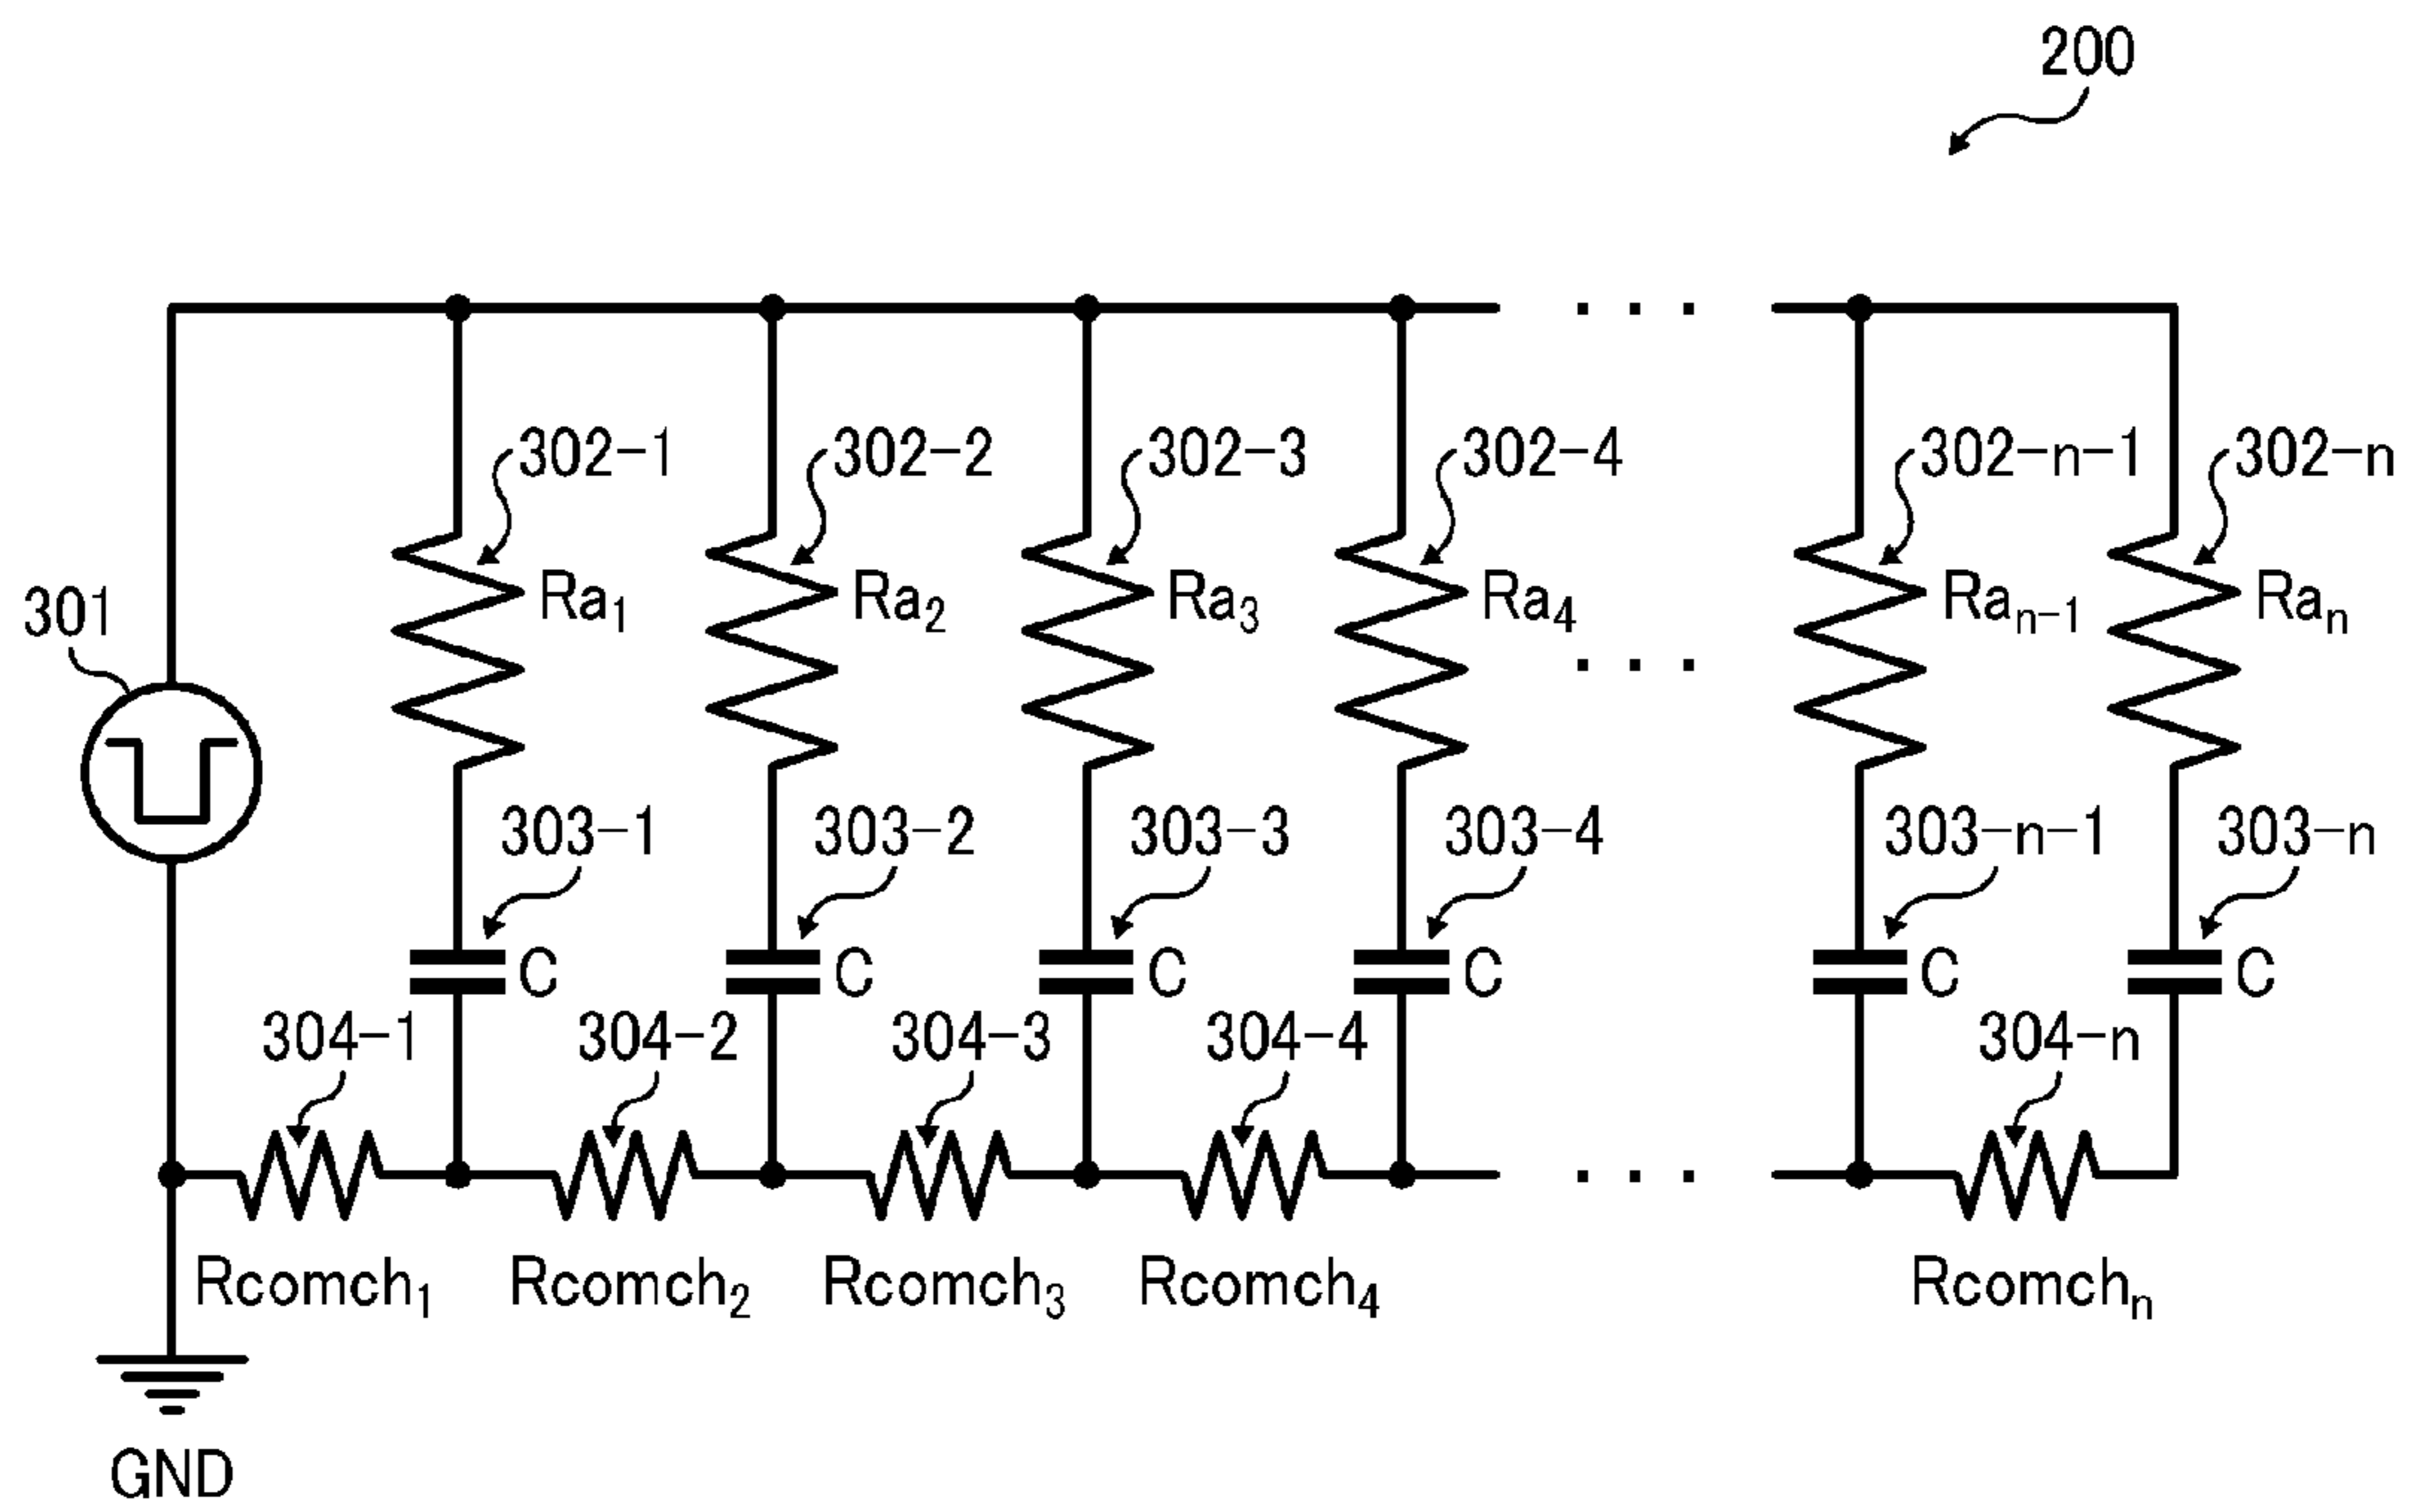 200
302-1 302-2 302-3 302-4 302-n-1 302-n
301 Ra₁ Ra₂ Ra₃ Ra₄ Raₙ₋₁ Raₙ
· · ·
· · ·
303-1 303-2 303-3 303-4 303-n-1 303-n
C C C C C C
304-1 304-2 304-3 304-4 304-n
· · ·
Rcomch₁ Rcomch₂ Rcomch₃ Rcomch₄ Rcomchₙ
GND